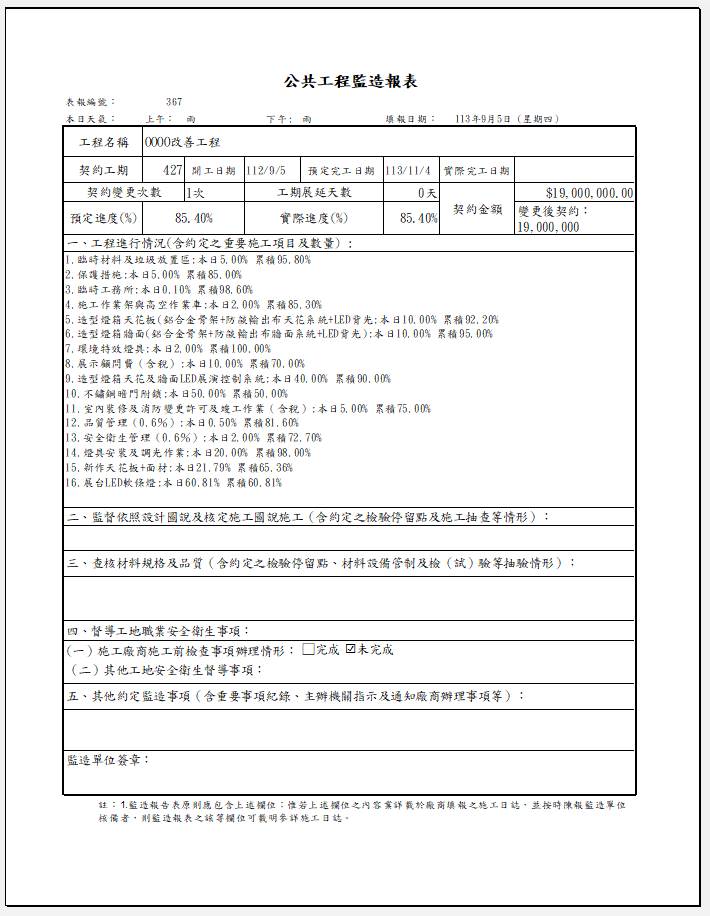 公共工程監造報表
表報編號： 367
本日天氣： 上午： 雨 下午： 雨 填報日期： 113年9月5日（星期四）
工程名稱 OOOO改善工程
契約工期 427 開工日期 112/9/5 預定完工日期 113/11/4 實際完工日期
契約變更次數 1次 工期展延天數 0天 契約金額 $19,000,000.00
預定進度(%) 85.40% 實際進度(%) 85.40% 變更後契約：
19,000,000
一、工程進行情況(含約定之重要施工項目及數量)：
1.臨時材料及垃圾放置區:本日5.00% 累積95.80%
2.保護措施:本日5.00% 累積85.00%
3.臨時工務所:本日0.10% 累積98.60%
4.施工作業架與高空作業車:本日2.00% 累積85.30%
5.造型燈箱天花板(鋁合金骨架+防燄輸出布天花系統+LED背光:本日10.00% 累積92.20%
6.造型燈箱牆面(鋁合金骨架+防燄輸出布牆面系統+LED背光):本日10.00% 累積95.00%
7.環境特效燈具:本日2.00% 累積100.00%
8.展示顧問費（含稅）:本日10.00% 累積70.00%
9.造型燈箱天花及牆面LED展演控制系統:本日40.00% 累積90.00%
10.不鏽鋼暗門附鎖:本日50.00% 累積50.00%
11.室內裝修及消防變更許可及竣工作業（含稅）:本日5.00% 累積75.00%
12.品質管理（0.6%）:本日0.50% 累積81.60%
13.安全衛生管理（0.6%）:本日2.00% 累積72.70%
14.燈具安裝及調光作業:本日20.00% 累積98.00%
15.新作天花板+面材:本日21.79% 累積65.36%
16.展台LED軟條燈:本日60.81% 累積60.81%
二、監督依照設計圖說及核定施工圖說施工（含約定之檢驗停留點及施工抽查等情形）：
三、查核材料規格及品質（含約定之檢驗停留點、材料設備管制及檢（試）驗等抽驗情形）：
四、督導工地職業安全衛生事項：
(一）施工廠商施工前檢查事項辦理情形：□完成 ☑未完成
（二）其他工地安全衛生督導事項：
五、其他約定監造事項（含重要事項紀錄、主辦機關指示及通知廠商辦理事項等）：
監造單位簽章：
註：1.監造報告表原則應包含上述欄位；惟若上述欄位之內容業詳載於廠商填報之施工日誌，並按時陳報監造單位
核備者，則監造報表之該等欄位可載明參詳施工日誌。